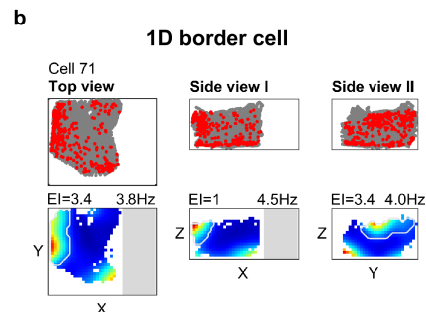 b
1D border cell
Cell 71
Top view
Side view I
Side view II
EI=3.4 3.8Hz
EI=1 4.5Hz
EI=3.4 4.0Hz
Y
Z
Z
X
Y
X